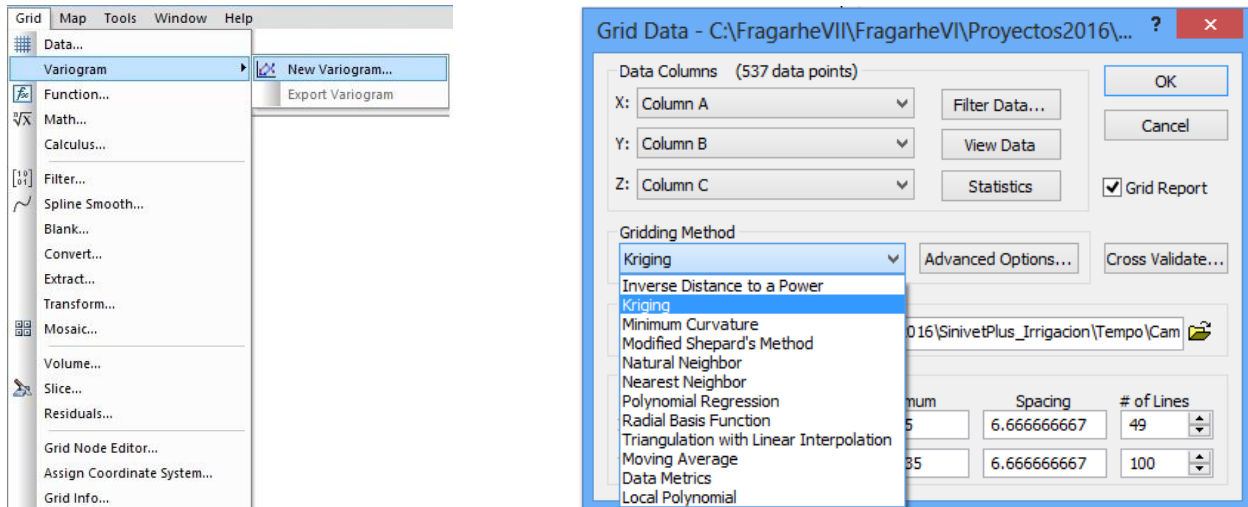 Grid Map Tools Window Help
Data...
Variogram
New Variogram...
Export Variogram
Function...
Math...
Calculus...
Filter...
Spline Smooth...
Blank...
Convert...
Extract...
Transform...
Mosaic...
Volume...
Slice...
Residuals...
Grid Node Editor...
Assign Coordinate System...
Grid Info...
Grid Data - C:\FragarheVII\FragarheVI\Proyectos2016\... ?
Data Columns (537 data points)
OK
X: Column A Filter Data...
Cancel
Y: Column B View Data
Z: Column C Statistics Grid Report
Gridding Method
Kriging Advanced Options... Cross Validate...
Inverse Distance to a Power
Kriging
Minimum Curvature
Modified Shepard's Method
Natural Neighbor
Nearest Neighbor
Polynomial Regression
Radial Basis Function
Triangulation with Linear Interpolation
Moving Average
Data Metrics
Local Polynomial
016\SinivetPlus_Irrigacion\Tempo\Cam
mum Spacing # of Lines
5 6.666666667 49
35 6.666666667 100